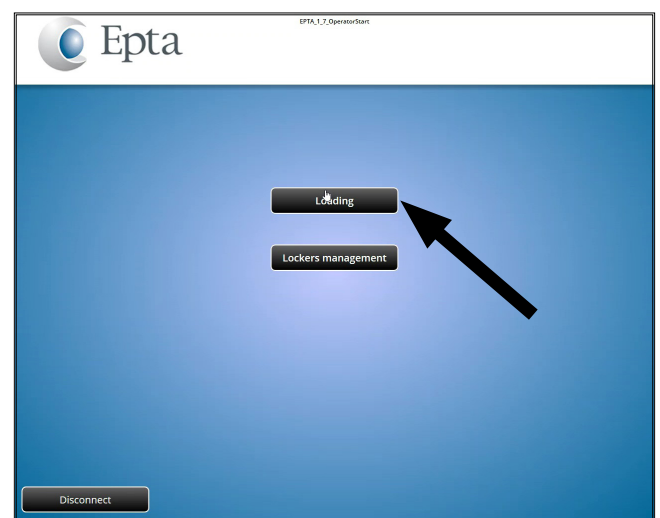 EPTA_1_7_OperatorStart
Epta
Loading
Lockers management
Disconnect